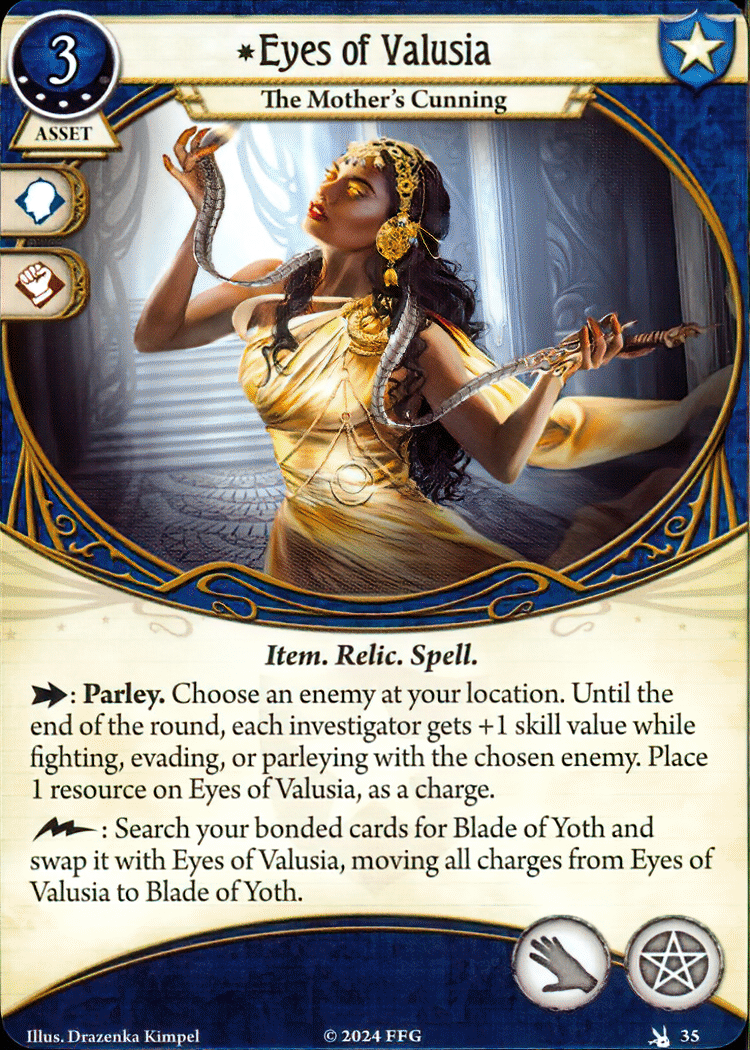 3
✷Eyes of Valusia
The Mother's Cunning
ASSET
Item. Relic. Spell.
: Parley. Choose an enemy at your location. Until the
end of the round, each investigator gets +1 skill value while
fighting, evading, or parleying with the chosen enemy. Place
1 resource on Eyes of Valusia, as a charge.
: Search your bonded cards for Blade of Yoth and
swap it with Eyes of Valusia, moving all charges from Eyes of
Valusia to Blade of Yoth.
Illus. Drazenka Kimpel
© 2024 FFG
35